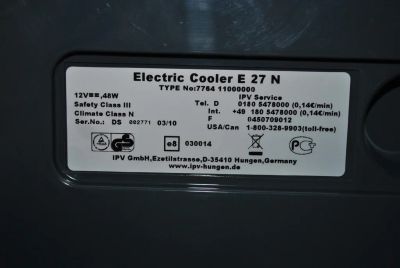 Electric Cooler E 27 N
TYPE No:7764 11000000
12V⎓,48W
Safety Class III
Climate Class N
Ser.No.: DS 002771 03/10
IPV Service
Tel. D 0180 5478000 (0,14€/min)
Int. +49 180 5478000 (0,14€/min)
F 0450709012
USA/Can 1-800-328-9903(toll-free)
e8 030014
IPV GmbH,Ezetilstrasse,D-35410 Hungen,Germany
www.ipv-hungen.de